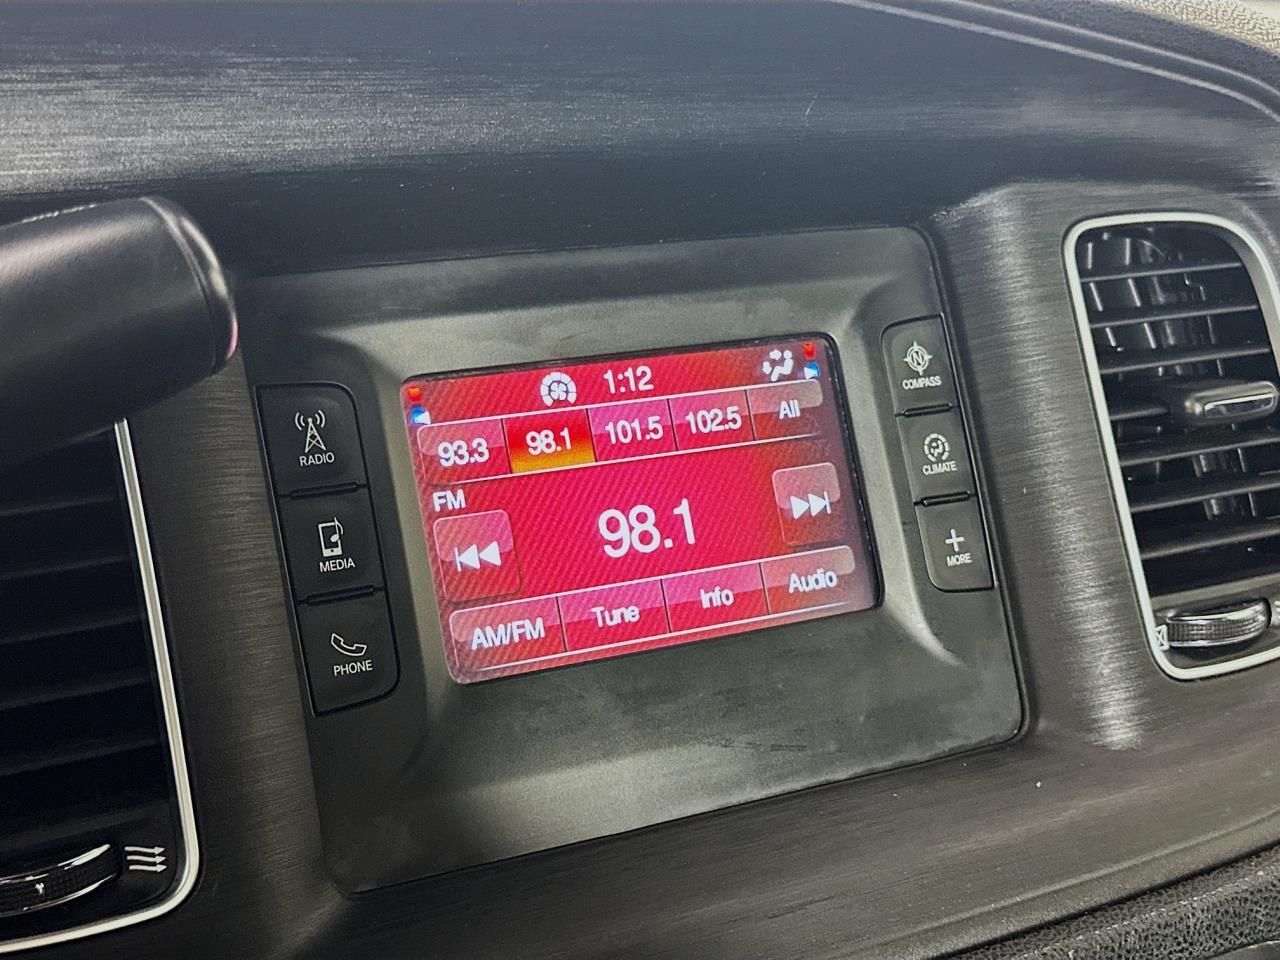 1:12
93.3 98.1 101.5 102.5 All
FM
98.1
AM/FM Tune Info Audio
RADIO
MEDIA
PHONE
N
COMPASS
CLIMATE
MORE